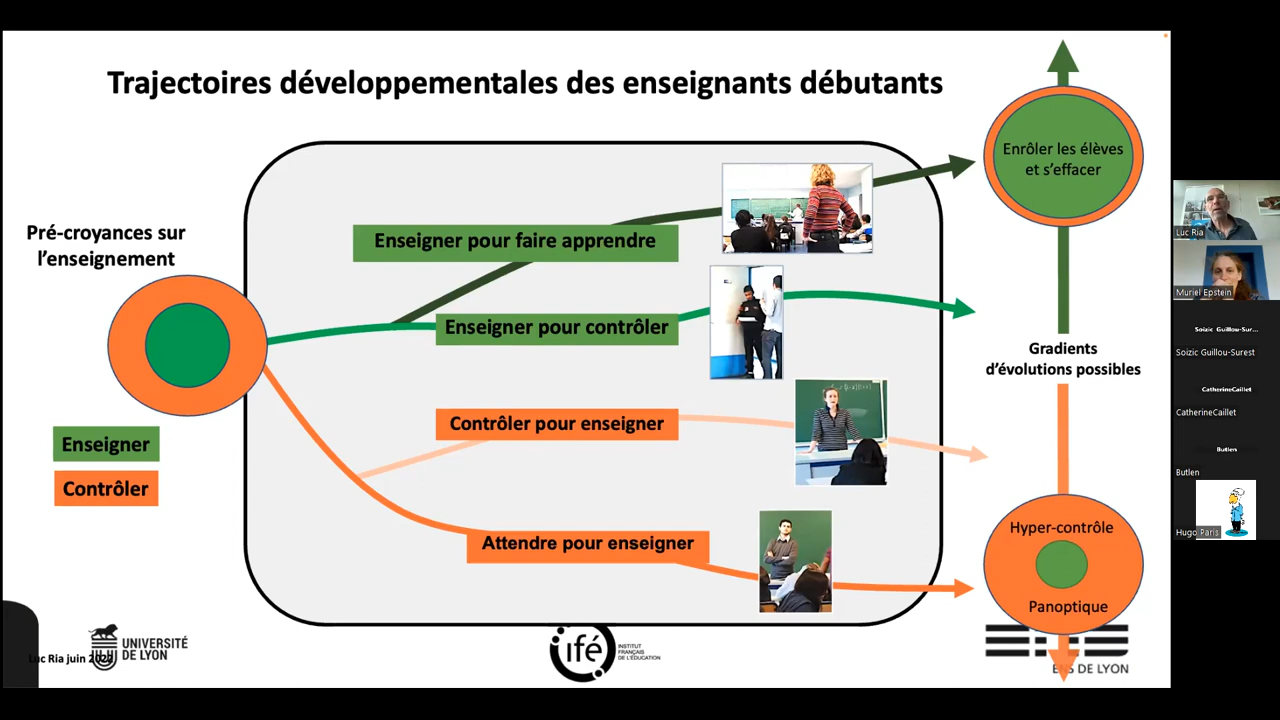 Trajectoires développementales des enseignants débutants
Enrôler les élèves
et s'effacer
Pré-croyances sur
l'enseignement
Enseigner pour faire apprendre
Enseigner pour contrôler
Gradients
d'évolutions possibles
Contrôler pour enseigner
Enseigner
Contrôler
Attendre pour enseigner
Hyper-contrôle
Panoptique
Luc Ria juin
UNIVERSITÉ
DE LYON
ifé
INSTITUT
FRANÇAIS
DE L'ÉDUCATION
DE LYON
Luc Ria
Muriel Epstein
Soizic Guillou-Sur...
Soizic Guillou-Surest
CatherineCaillet
CatherineCaillet
Butlen
Butlen
Hugo Paris